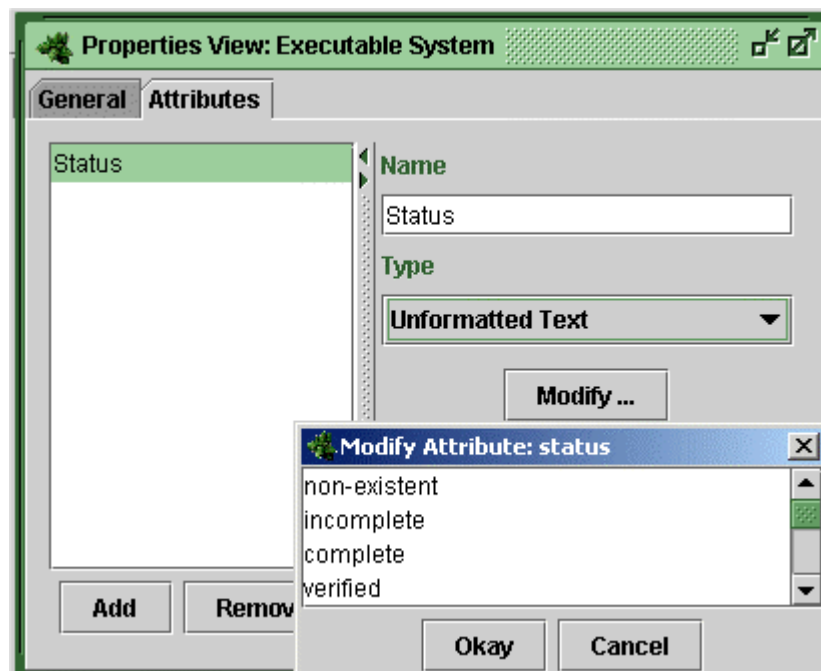 Properties View: Executable System
General Attributes
Status
Name
Status
Type
Unformatted Text
Modify ...
Modify Attribute: status
non-existent
incomplete
complete
verified
Add Remov
Okay Cancel